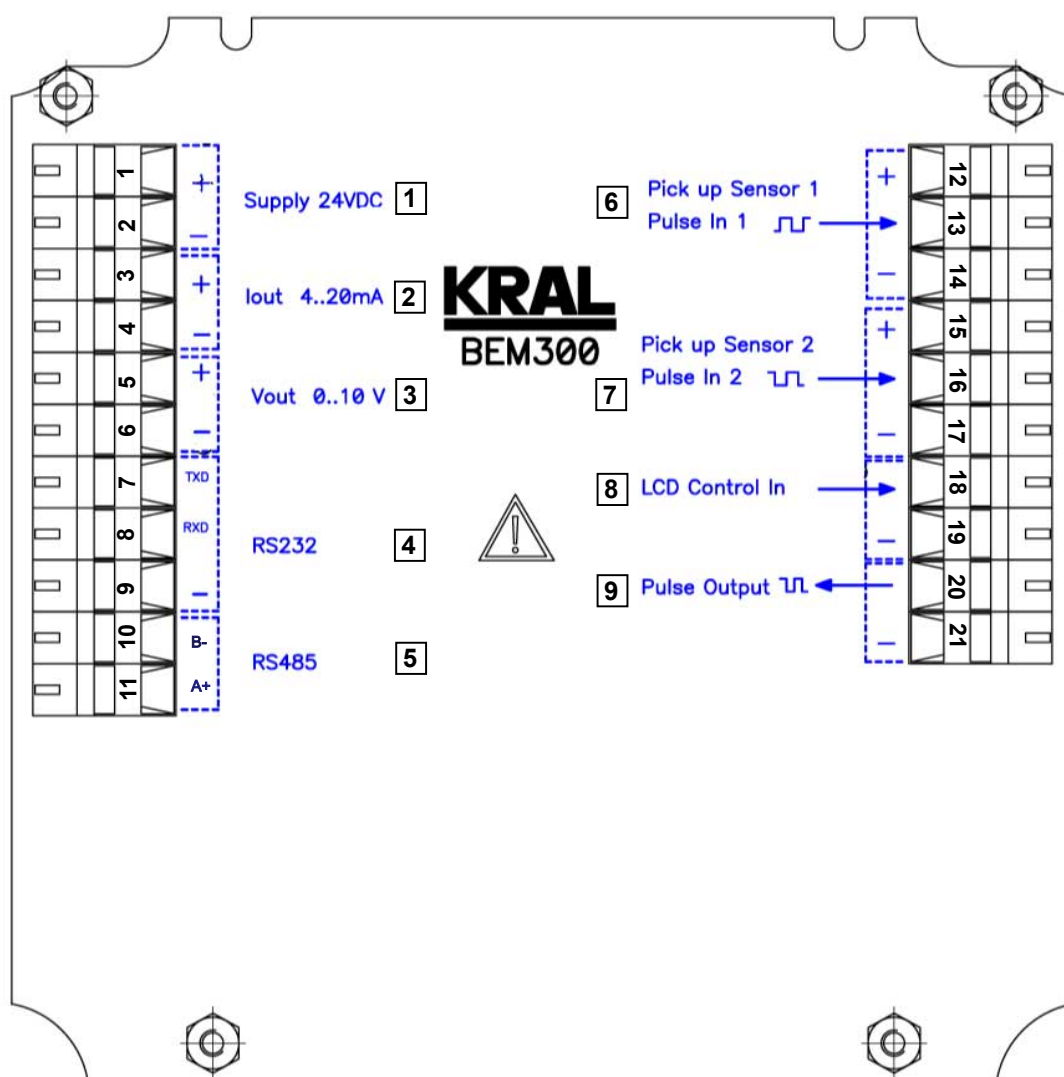 1
2
3
4
5
6
7
8
9
10
11
+
–
+
–
+
–
TXD
RXD
–
B-
A+
Supply 24VDC 1
Iout 4..20mA 2
Vout 0..10 V 3
RS232 4
RS485 5
KRAL
BEM300
!
6 Pick up Sensor 1
Pulse In 1
Pick up Sensor 2
7 Pulse In 2
8 LCD Control In
9 Pulse Output
+
–
+
–
–
–
12
13
14
15
16
17
18
19
20
21